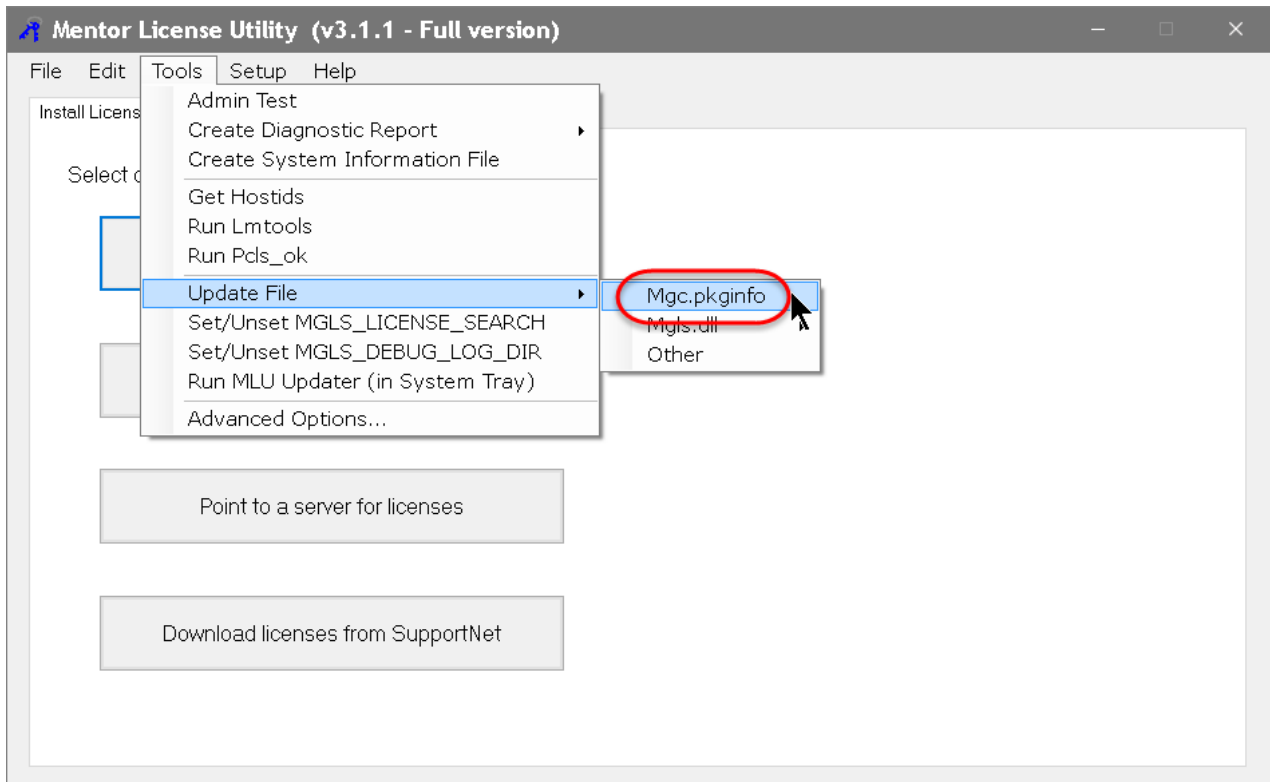 Mentor License Utility (v3.1.1 - Full version)
File Edit Tools Setup Help
Install Licens
Admin Test
Create Diagnostic Report
Create System Information File
Select
Get Hostids
Run Lmtools
Run Pcls_ok
Update File
Mgc.pkginfo
Set/Unset MGLS_LICENSE_SEARCH
Mgls.dll
Set/Unset MGLS_DEBUG_LOG_DIR
Other
Run MLU Updater (in System Tray)
Advanced Options...
Point to a server for licenses
Download licenses from SupportNet